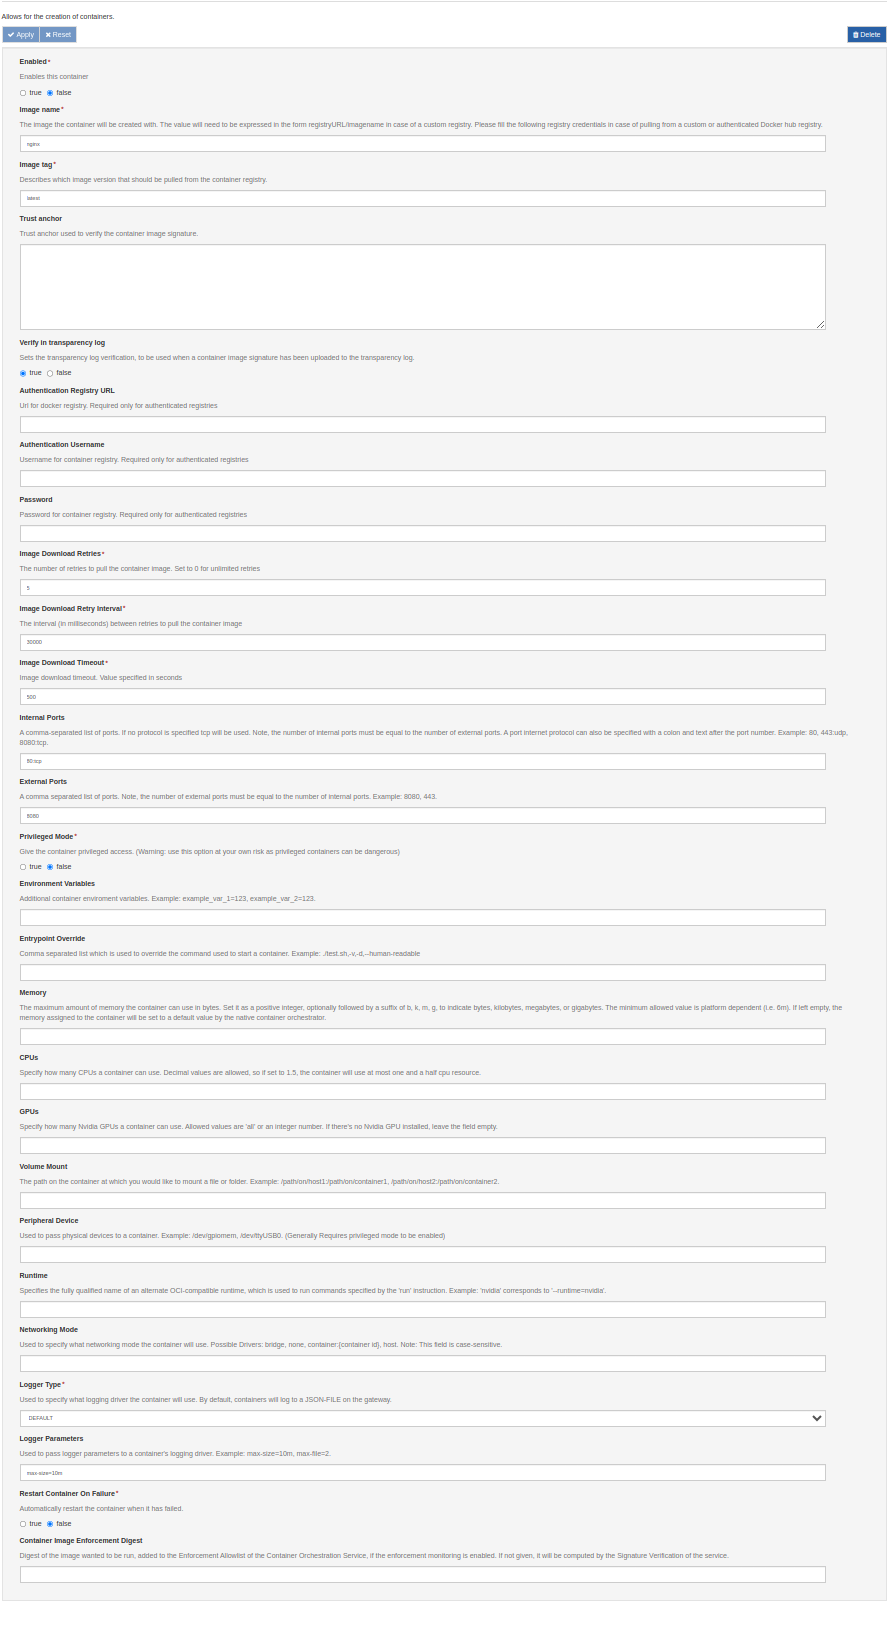 Allows for the creation of containers.
Apply Reset Delete
Enabled*
Enables this container
true false
Image name*
The image the container will be created with. The value will need to be expressed in the form registryURL/imagename in case of a custom registry. Please fill the following registry credentials in case of pulling from a custom or authenticated Docker hub registry.
nginx
Image tag*
Describes which image version that should be pulled from the container registry.
latest
Trust anchor
Trust anchor used to verify the container image signature.
Verify in transparency log
Sets the transparency log verification, to be used when a container image signature has been uploaded to the transparency log.
true false
Authentication Registry URL
Url for docker registry. Required only for authenticated registries
Authentication Username
Username for container registry. Required only for authenticated registries
Password
Password for container registry. Required only for authenticated registries
Image Download Retries*
The number of retries to pull the container image. Set to 0 for unlimited retries
5
Image Download Retry Interval*
The interval (in milliseconds) between retries to pull the container image
30000
Image Download Timeout*
Image download timeout. Value specified in seconds
500
Internal Ports
A comma-separated list of ports. If no protocol is specified tcp will be used. Note, the number of internal ports must be equal to the number of external ports. A port internet protocol can also be specified with a colon and text after the port number. Example: 80, 443:udp,
8080:tcp.
80:tcp
External Ports
A comma separated list of ports. Note, the number of external ports must be equal to the number of internal ports. Example: 8080, 443.
8080
Privileged Mode*
Give the container privileged access. (Warning: use this option at your own risk as privileged containers can be dangerous)
true false
Environment Variables
Additional container enviroment variables. Example: example_var_1=123, example_var_2=123.
Entrypoint Override
Comma separated list which is used to override the command used to start a container. Example: ./test.sh,-v,-d,--human-readable
Memory
The maximum amount of memory the container can use in bytes. Set it as a positive integer, optionally followed by a suffix of b, k, m, g, to indicate bytes, kilobytes, megabytes, or gigabytes. The minimum allowed value is platform dependent (i.e. 6m). If left empty, the
memory assigned to the container will be set to a default value by the native container orchestrator.
CPUs
Specify how many CPUs a container can use. Decimal values are allowed, so if set to 1.5, the container will use at most one and a half cpu resource.
GPUs
Specify how many Nvidia GPUs a container can use. Allowed values are 'all' or an integer number. If there's no Nvidia GPU installed, leave the field empty.
Volume Mount
The path on the container at which you would like to mount a file or folder. Example: /path/on/host1:/path/on/container1, /path/on/host2:/path/on/container2.
Peripheral Device
Used to pass physical devices to a container. Example: /dev/gpiomem, /dev/ttyUSB0. (Generally Requires privileged mode to be enabled)
Runtime
Specifies the fully qualified name of an alternate OCI-compatible runtime, which is used to run commands specified by the 'run' instruction. Example: 'nvidia' corresponds to '--runtime=nvidia'.
Networking Mode
Used to specify what networking mode the container will use. Possible Drivers: bridge, none, container:{container id}, host. Note: This field is case-sensitive.
Logger Type*
Used to specify what logging driver the container will use. By default, containers will log to a JSON-FILE on the gateway.
DEFAULT
Logger Parameters
Used to pass logger parameters to a container's logging driver. Example: max-size=10m, max-file=2.
max-size=10m
Restart Container On Failure*
Automatically restart the container when it has failed.
true false
Container Image Enforcement Digest
Digest of the image wanted to be run, added to the Enforcement Allowlist of the Container Orchestration Service, if the enforcement monitoring is enabled. If not given, it will be computed by the Signature Verification of the service.